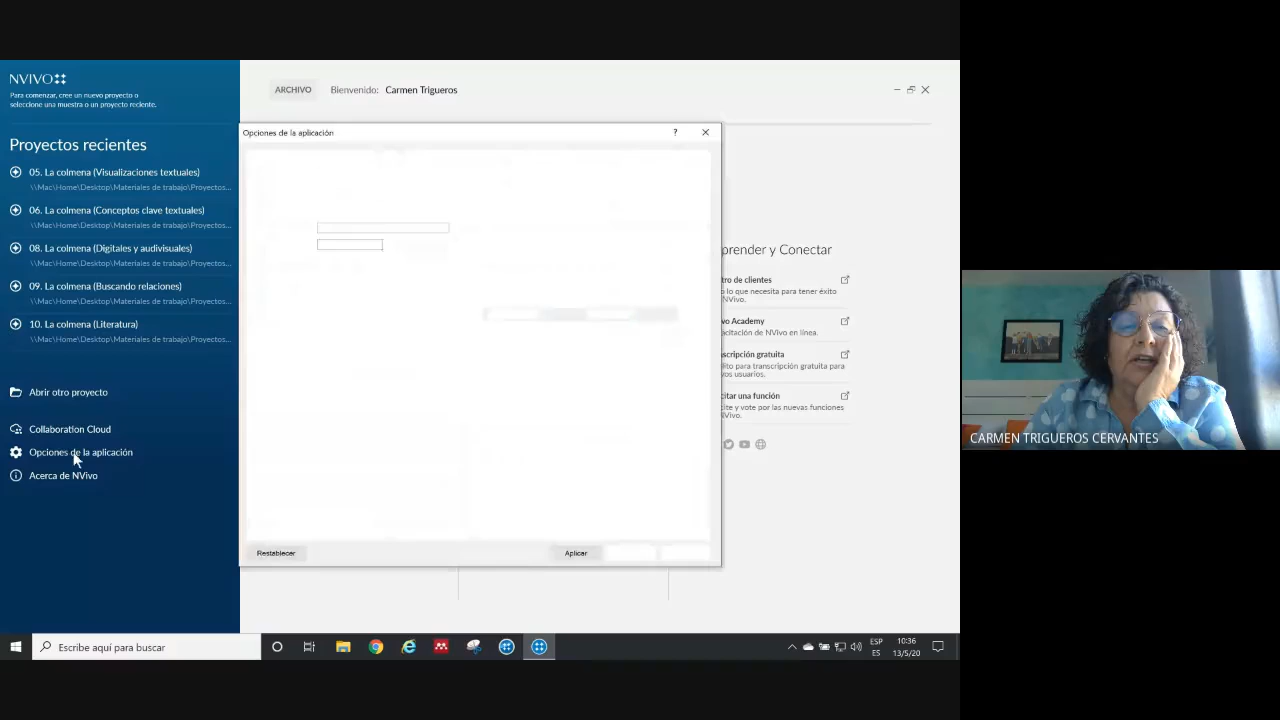 NVIVO
Para comenzar, cree un nuevo proyecto o
seleccione una muestra o un proyecto reciente.
Proyectos recientes
05. La colmena (Visualizaciones textuales)
\\Mac\Home\Desktop\Materiales de trabajo\Proyectos...
06. La colmena (Conceptos clave textuales)
\\Mac\Home\Desktop\Materiales de trabajo\Proyectos...
08. La colmena (Digitales y audivisuales)
\\Mac\Home\Desktop\Materiales de trabajo\Proyectos...
09. La colmena (Buscando relaciones)
\\Mac\Home\Desktop\Materiales de trabajo\Proyectos...
10. La colmena (Literatura)
\\Mac\Home\Desktop\Materiales de trabajo\Proyectos...
Abrir otro proyecto
Collaboration Cloud
Opciones de la aplicación
Acerca de NVivo
ARCHIVO Bienvenido: Carmen Trigueros
Opciones de la aplicación ?
Restablecer Aplicar
prender y Conectar
tro de clientes
o lo que necesita para tener éxito
NVivo.
vo Academy
acitación de NVivo en línea.
scripción gratuita
dito para transcripción gratuita para
vos usuarios.
citar una función
cite y vote por las nuevas funciones
NVivo.
CARMEN TRIGUEROS CERVANTES
Escribe aquí para buscar
ESP
ES
10:36
13/5/20